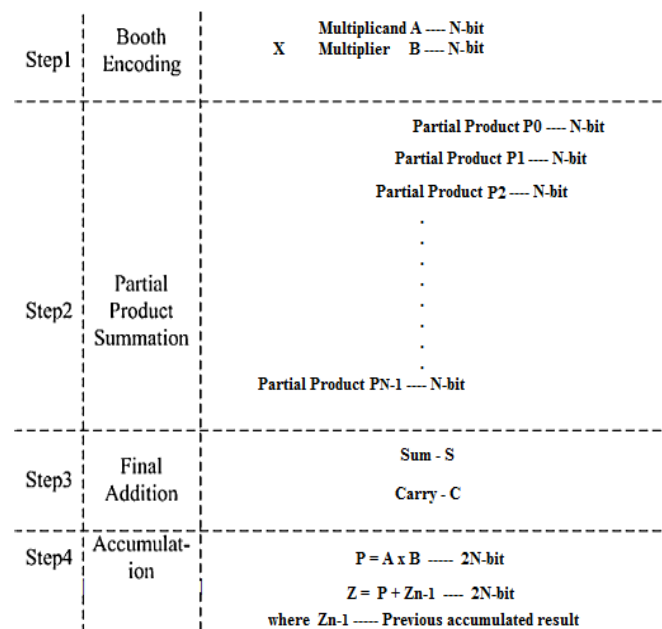 Step1
Booth
Encoding
Multiplicand A ---- N-bit
X Multiplier B ---- N-bit
Partial Product P0 ---- N-bit
Partial Product P1 ---- N-bit
Partial Product P2 ---- N-bit
.
.
.
.
.
.
.
.
Step2
Partial
Product
Summation
Partial Product PN-1 ---- N-bit
Step3
Final
Addition
Sum - S
Carry - C
Step4
Accumulat-
ion
P = A x B ----- 2N-bit
Z = P + Zn-1 ---- 2N-bit
where Zn-1 ----- Previous accumulated result